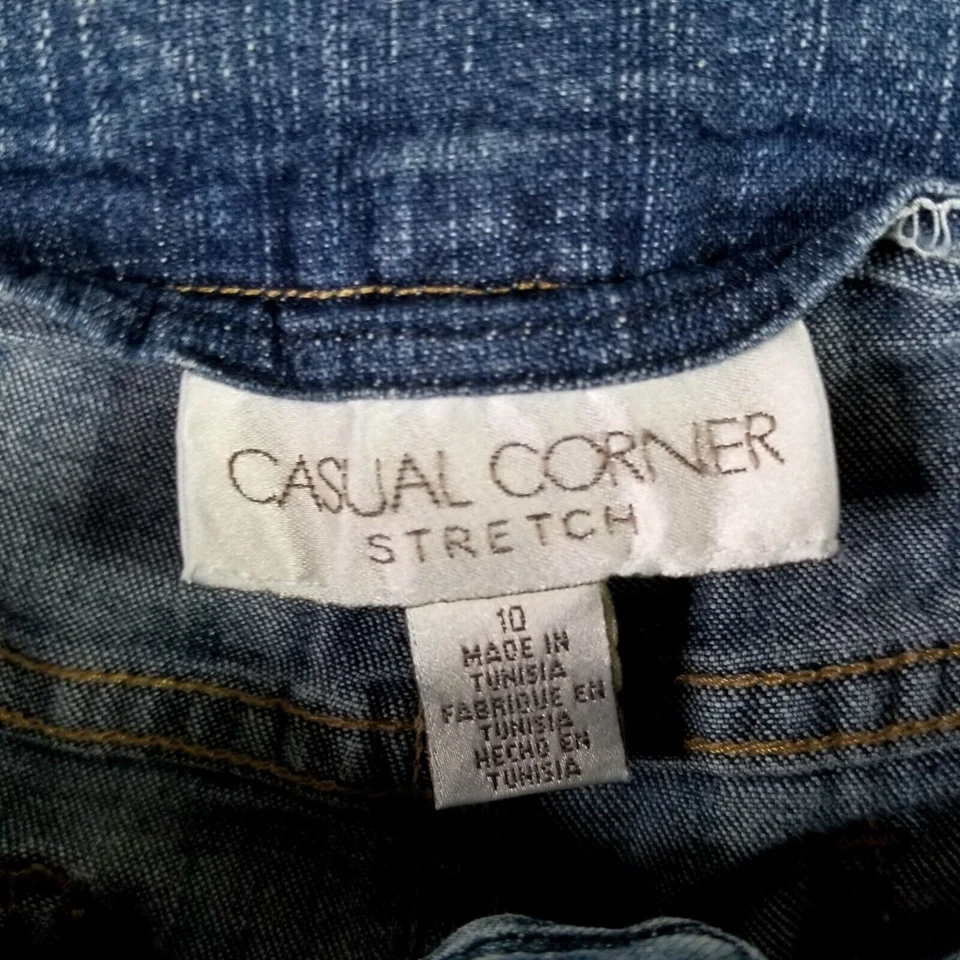 CASUAL CORNER
STRETCH
10
MADE IN
TUNISIA
FABRIQUE EN
TUNISIA
HECHO EN
TUNISIA